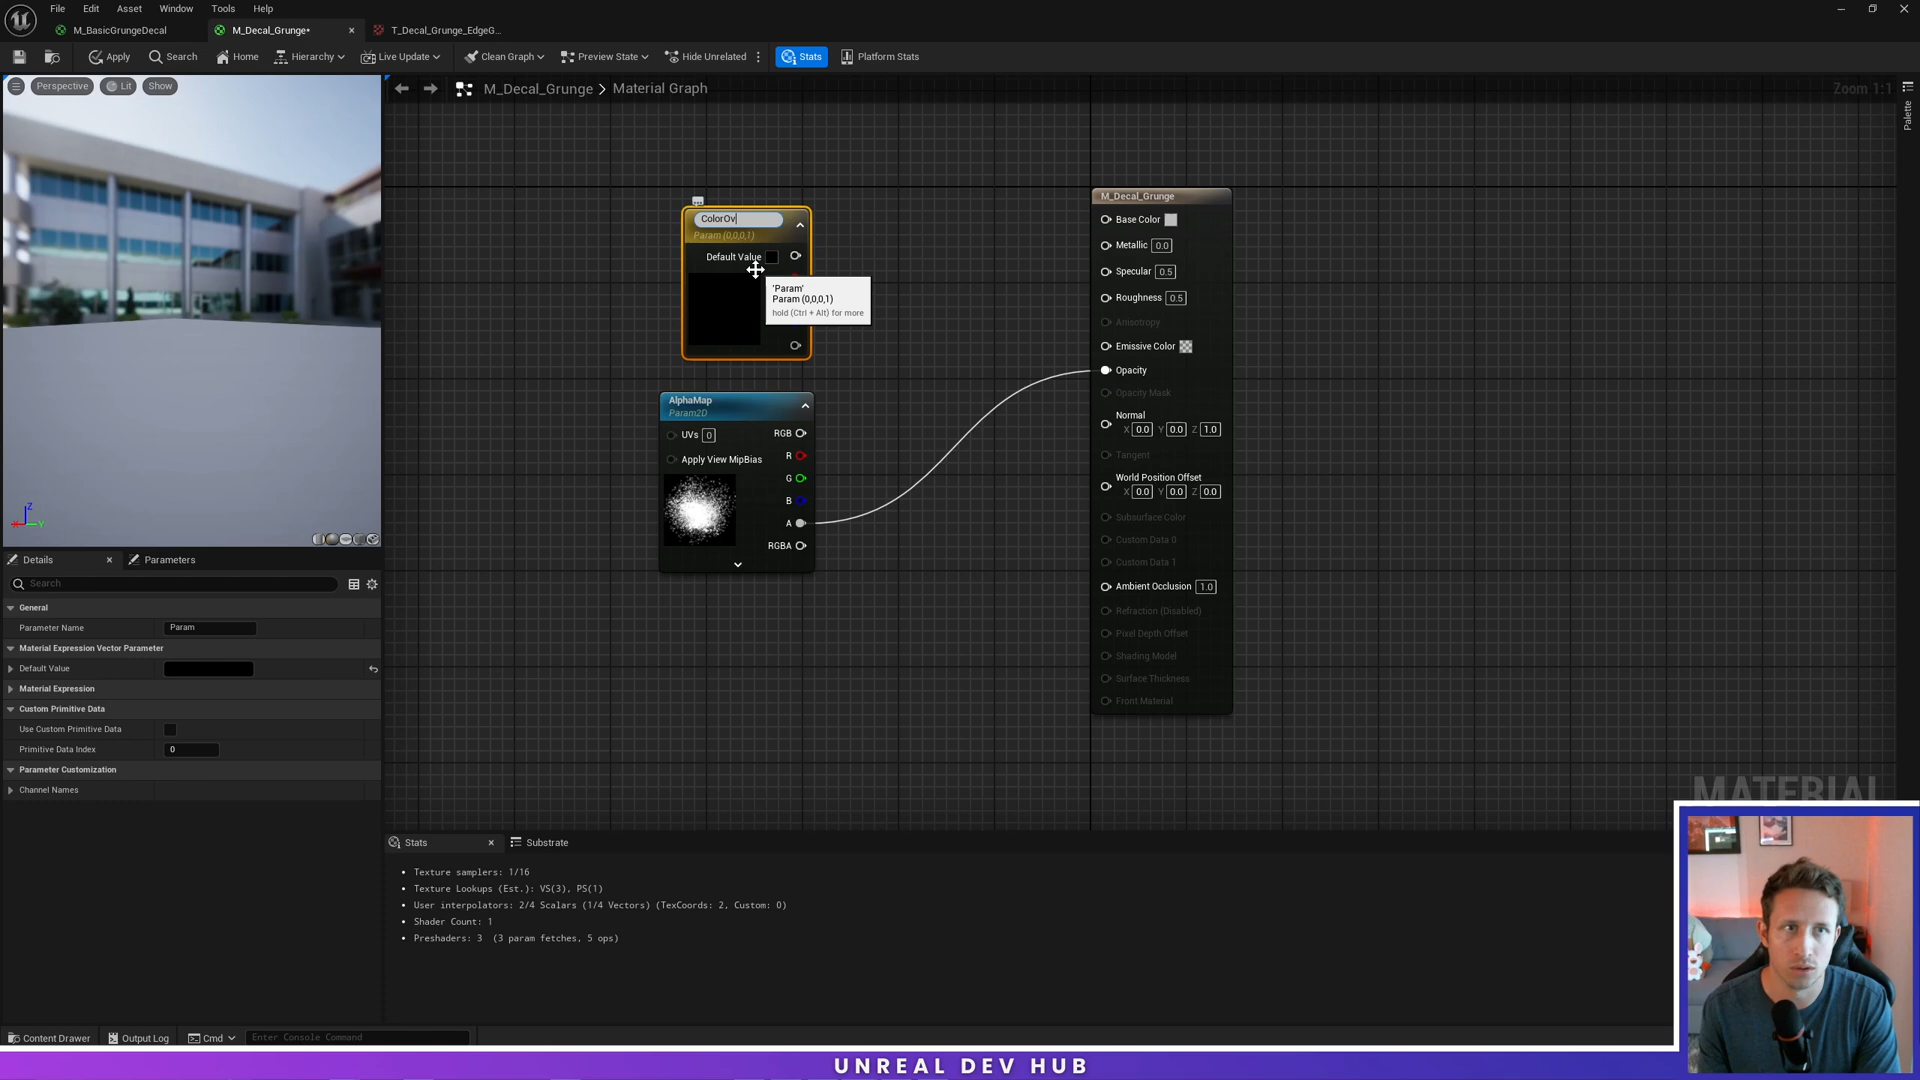 File Edit Asset Window Tools Help
M_BasicGrungeDecal M_Decal_Grunge• T_Decal_Grunge_EdgeG...
Apply Search Home Hierarchy Live Update Clean Graph Preview State Hide Unrelated Stats Platform Stats
Perspective Lit Show
M_Decal_Grunge > Material Graph
Zoom 1:1
Palette
ColorOv
Param (0,0,0,1)
Default Value
'Param'
Param (0,0,0,1)
hold (Ctrl + Alt) for more
AlphaMap
Param2D
UVs 0
RGB
R
Apply View MipBias
G
B
A
RGBA
M_Decal_Grunge
Base Color
Metallic 0.0
Specular 0.5
Roughness 0.5
Anisotropy
Emissive Color
Opacity
Opacity Mask
Normal
X 0.0 Y 0.0 Z 1.0
Tangent
World Position Offset
X 0.0 Y 0.0 Z 0.0
Subsurface Color
Custom Data 0
Custom Data 1
Ambient Occlusion 1.0
Refraction (Disabled)
Pixel Depth Offset
Shading Model
Surface Thickness
Front Material
MATERIAL
Z
X Y
Details Parameters
Search
General
Parameter Name Param
Material Expression Vector Parameter
Default Value
Material Expression
Custom Primitive Data
Use Custom Primitive Data
Primitive Data Index 0
Parameter Customization
Channel Names
Stats Substrate
Texture samplers: 1/16
Texture Lookups (Est.): VS(3), PS(1)
User interpolators: 2/4 Scalars (1/4 Vectors) (TexCoords: 2, Custom: 0)
Shader Count: 1
Preshaders: 3 (3 param fetches, 5 ops)
Content Drawer Output Log Cmd Enter Console Command
UNREAL DEV HUB